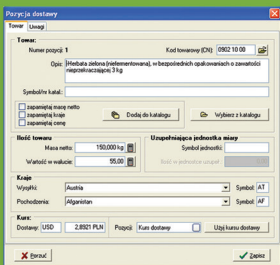 Pozycja dostawy
Towar Uwagi
Towar:
Numer pozycji: 1 Kod towarowy (CN): 0902 10 00
Opis: Herbata zielona (niefermentowana), w bezpośrednich opakowaniach o zawartości
nieprzekraczającej 3 kg
Symbol/nr katal.:
zapamiętaj masę netto
zapamiętaj kraje
zapamiętaj cenę
Dodaj do katalogu Wybierz z katalogu
Ilość towaru
Masa netto: 150,000 kg
Wartość w walucie: 55,00
Uzupełniająca jednostka miary
Symbol jednostki:
Ilość w jednostce uzupeł.
Kraje
Wysyłki: Austria Symbol: AT
Pochodzenia: Afganistan Symbol: AF
Kurs:
Dostawy: USD 2,8921 PLN Pozycji: Kurs dostawy Użyj kursu dostawy
Porzuć Zapisz